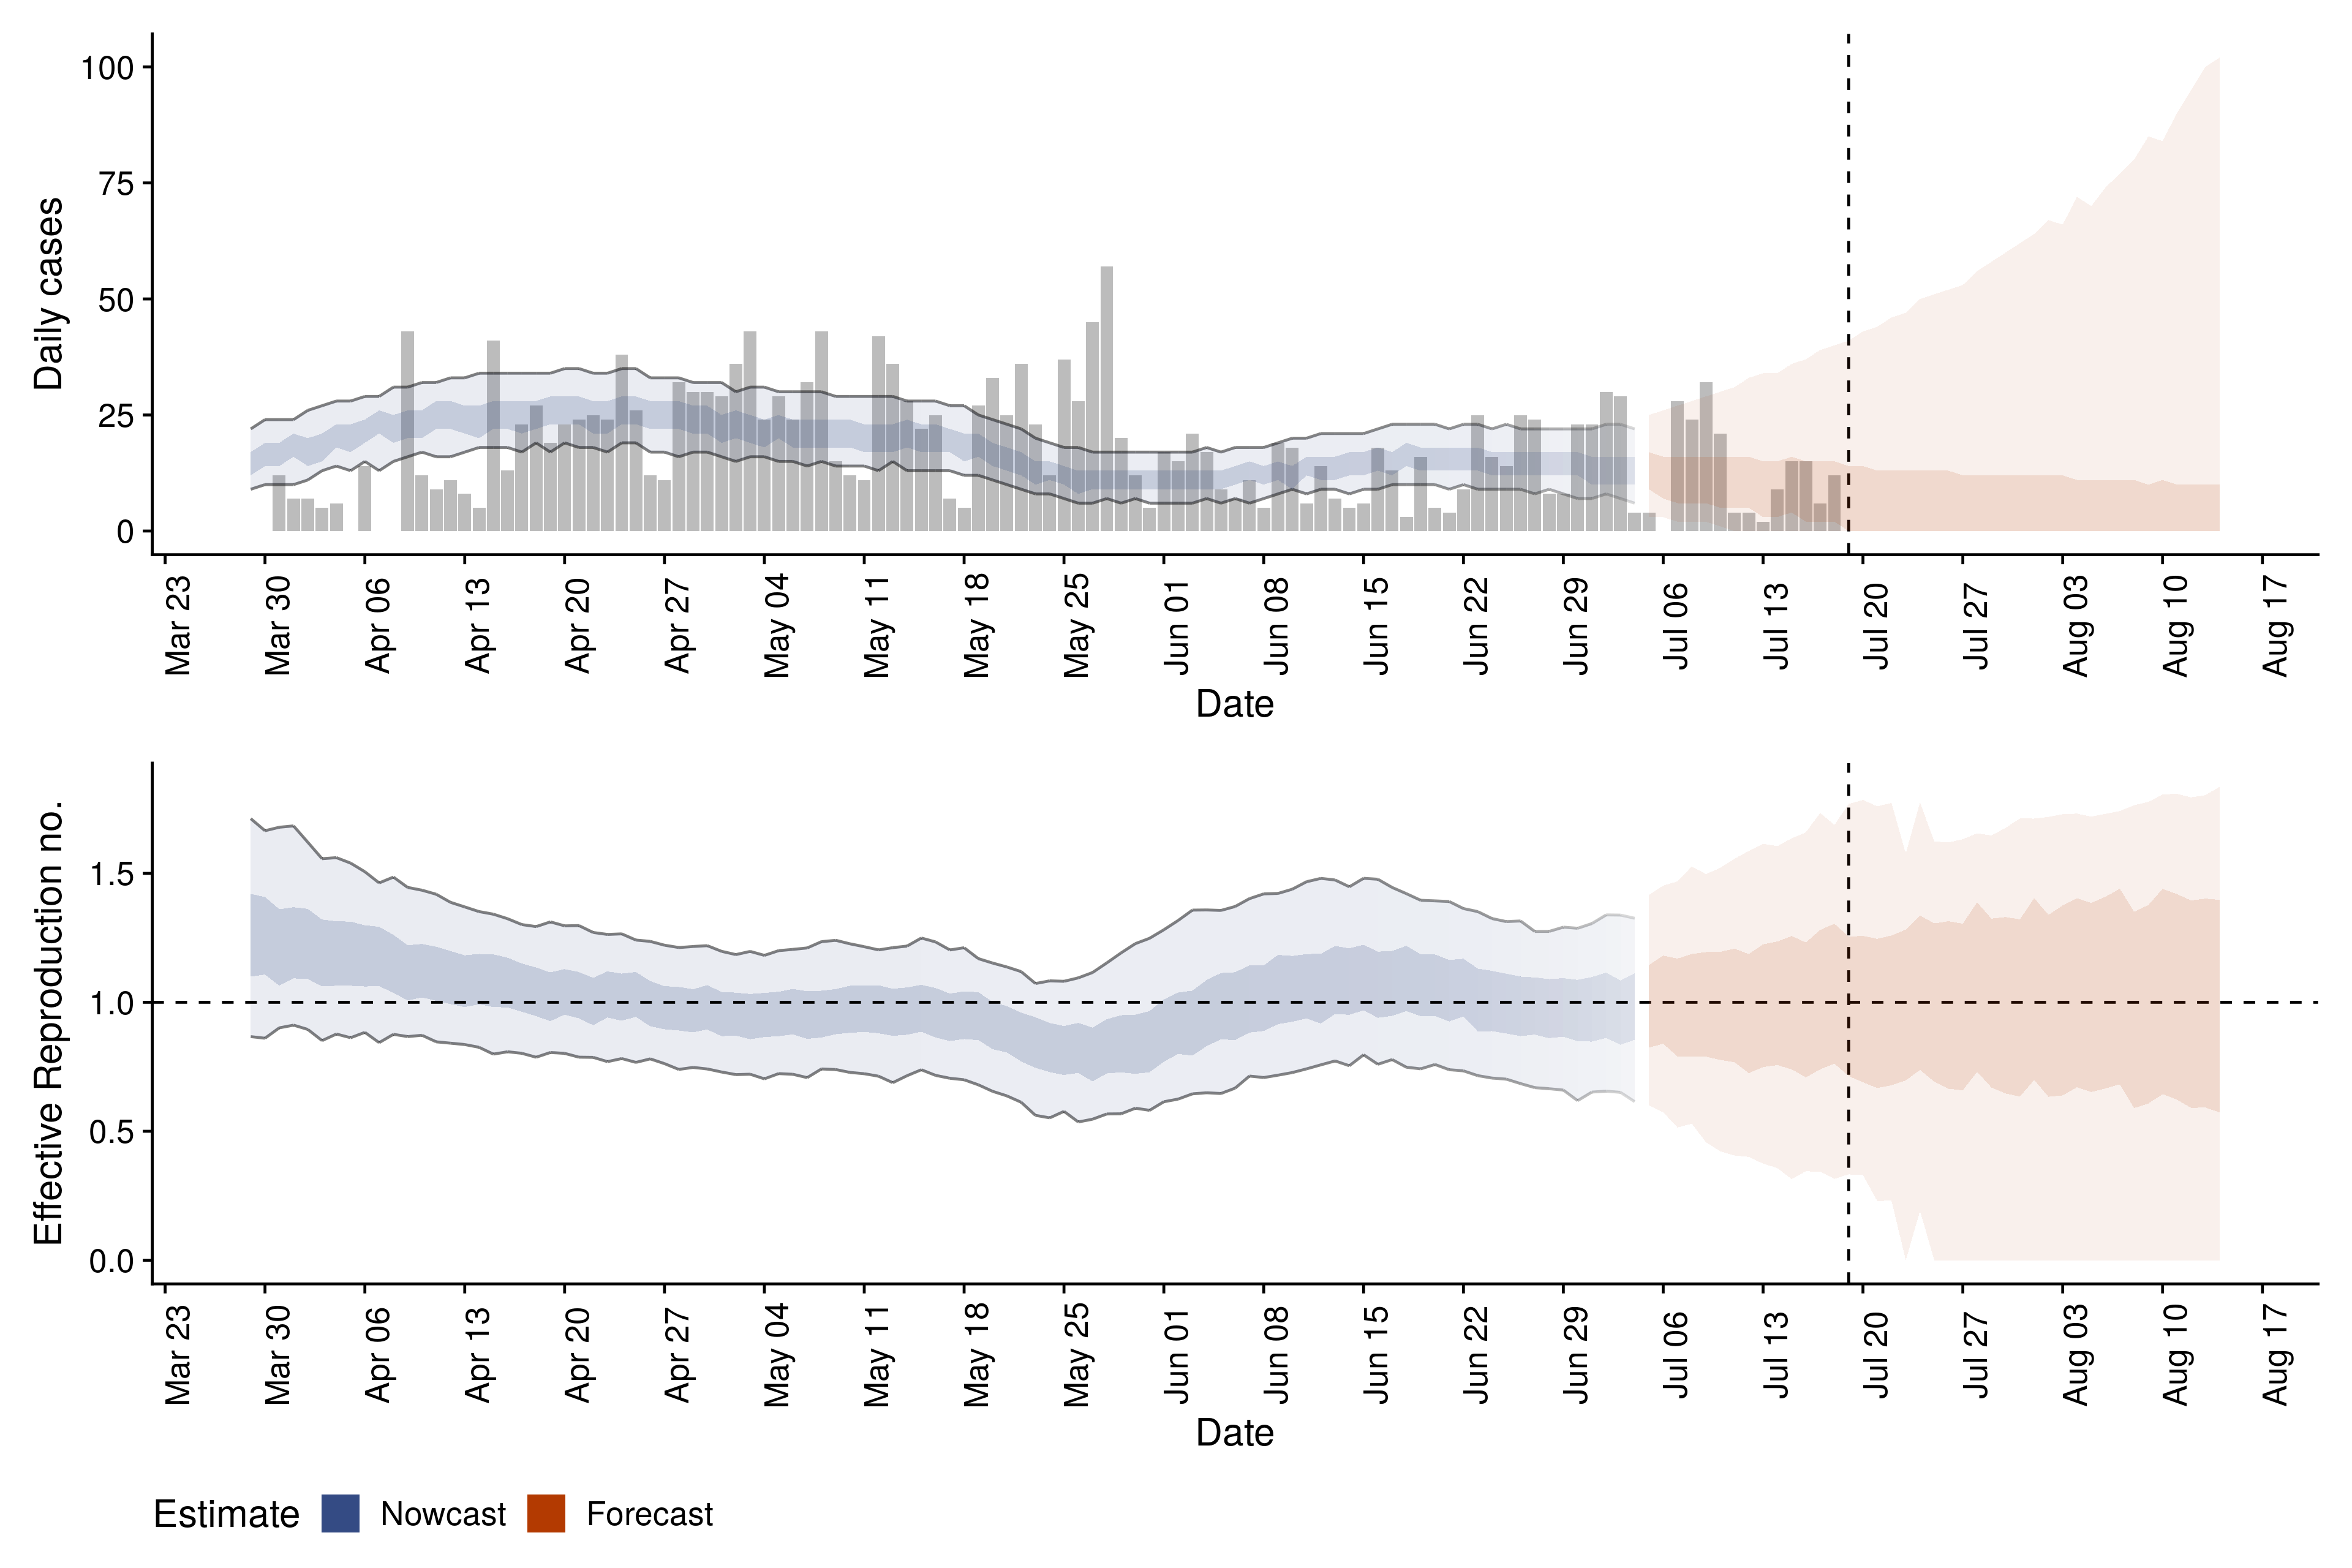 Daily cases
100
75
50
25
0
Mar 23 Mar 30 Apr 06 Apr 13 Apr 20 Apr 27 May 04 May 11 May 18 May 25 Jun 01 Jun 08 Jun 15 Jun 22 Jun 29 Jul 06 Jul 13 Jul 20 Jul 27 Aug 03 Aug 10 Aug 17
Date
Effective Reproduction no.
1.5
1.0
0.5
0.0
Mar 23 Mar 30 Apr 06 Apr 13 Apr 20 Apr 27 May 04 May 11 May 18 May 25 Jun 01 Jun 08 Jun 15 Jun 22 Jun 29 Jul 06 Jul 13 Jul 20 Jul 27 Aug 03 Aug 10 Aug 17
Date
Estimate Nowcast Forecast